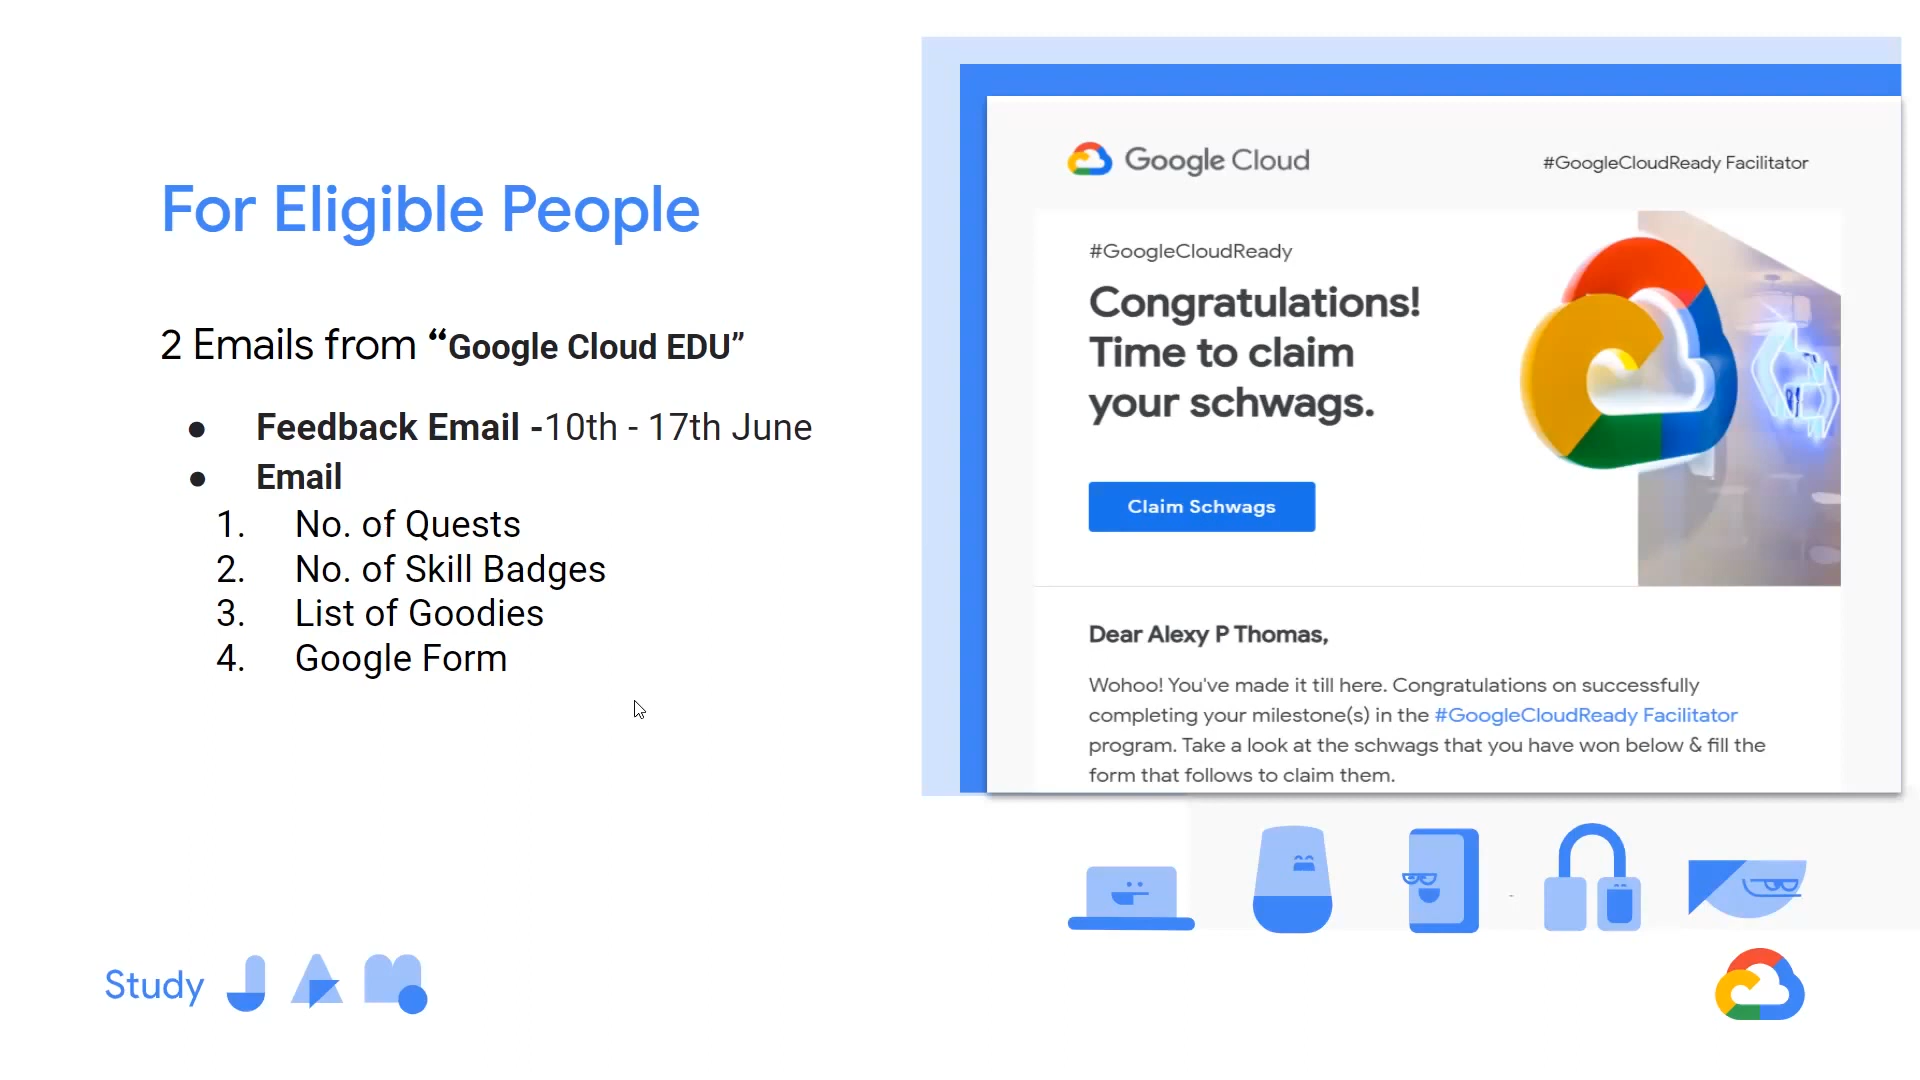 For Eligible People
2 Emails from “Google Cloud EDU”
● Feedback Email -10th - 17th June
● Email
1. No. of Quests
2. No. of Skill Badges
3. List of Goodies
4. Google Form
Google Cloud
#GoogleCloudReady Facilitator
#GoogleCloudReady
Congratulations!
Time to claim
your schwags.
Claim Schwags
Dear Alexy P Thomas,
Wohoo! You've made it till here. Congratulations on successfully
completing your milestone(s) in the #GoogleCloudReady Facilitator
program. Take a look at the schwags that you have won below & fill the
form that follows to claim them.
Study JAM